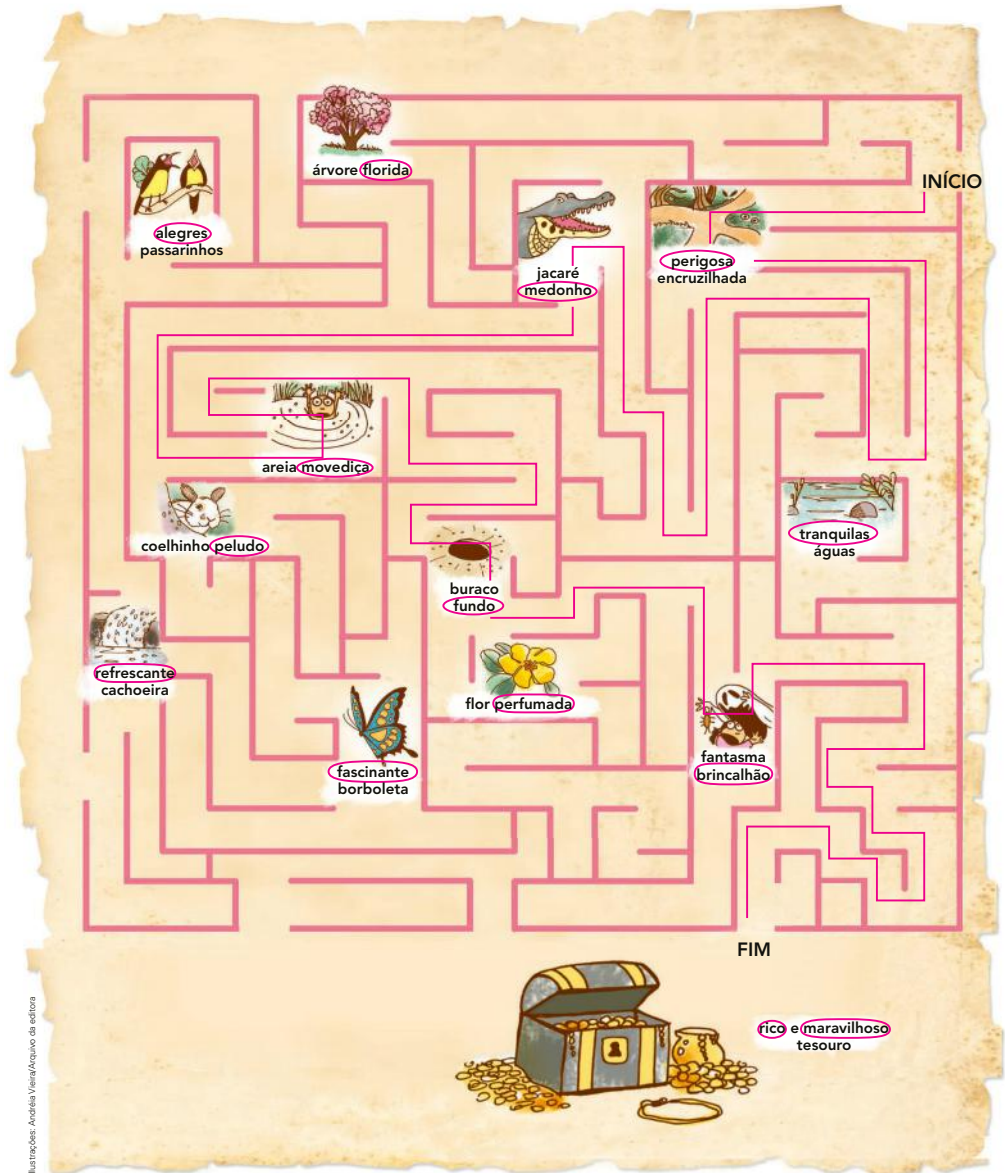 árvore florida
INÍCIO
alegres
passarinhos
jacaré
medonho
perigosa
encruzilhada
areia movediça
coelhinho peludo
tranquilas
águas
buraco
fundo
refrescante
cachoeira
flor perfumada
fantasma
brincalhão
fascinante
borboleta
FIM
rico e maravilhoso
tesouro
Ilustrações: Andréia Vieira/Arquivo da editora